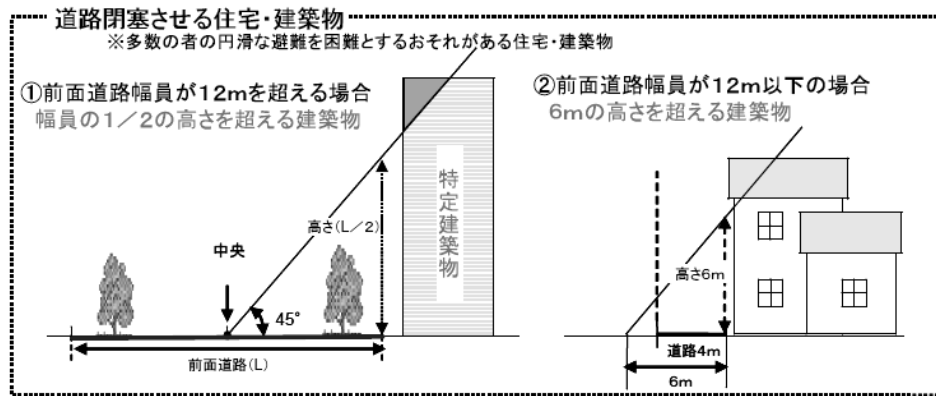 道路閉塞させる住宅・建築物
※多数の者の円滑な避難を困難とするおそれがある住宅・建築物
①前面道路幅員が12mを超える場合
幅員の1/2の高さを超える建築物
特定建築物
高さ(L/2)
中央
45°
前面道路(L)
②前面道路幅員が12m以下の場合
6mの高さを超える建築物
高さ6m
道路4m
6m